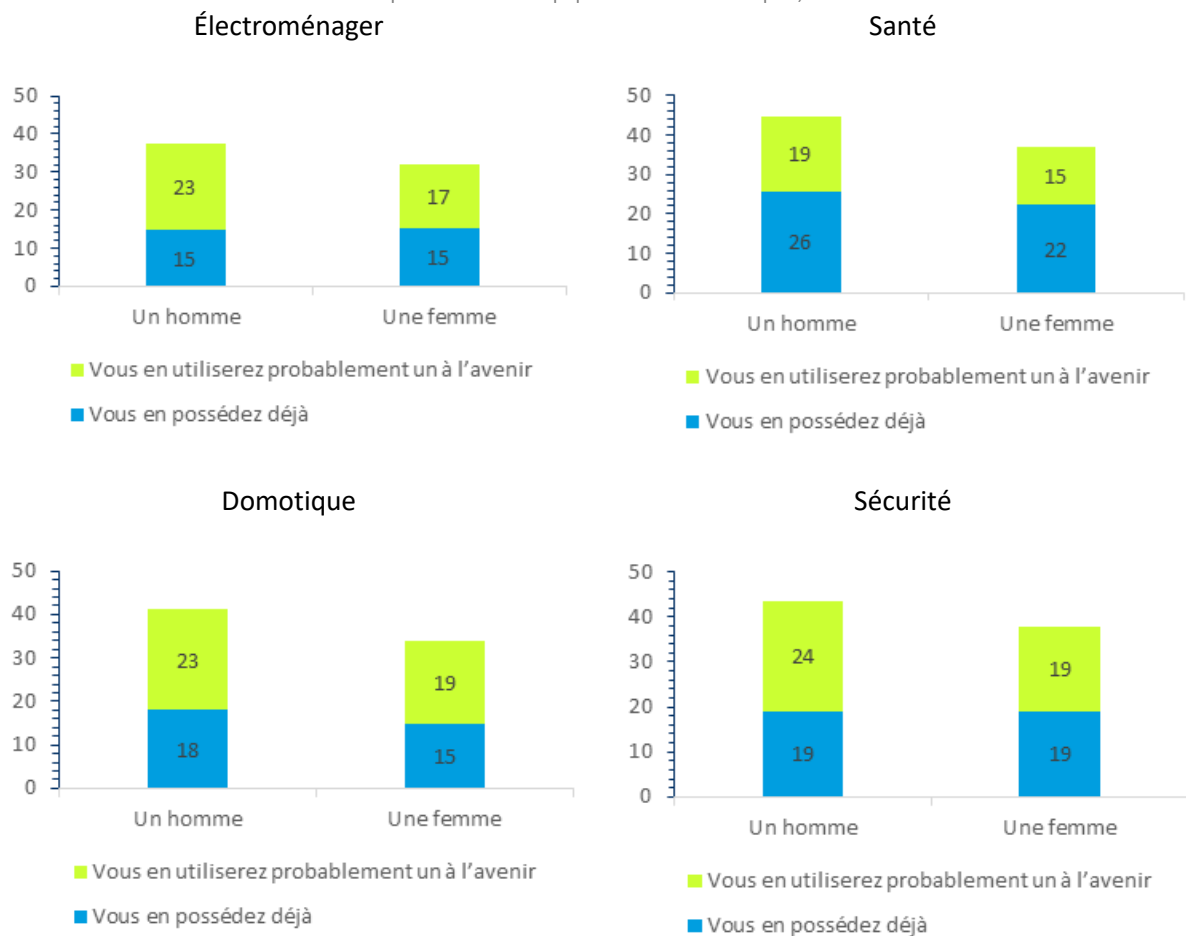 Électroménager
50
40
30
20
10
0
23
15
17
15
Un homme
Une femme
Vous en utiliserez probablement un à l’avenir
Vous en possédez déjà
Santé
50
40
30
20
10
0
19
26
15
22
Un homme
Une femme
Vous en utiliserez probablement un à l’avenir
Vous en possédez déjà
Domotique
50
40
30
20
10
0
23
18
19
15
Un homme
Une femme
Vous en utiliserez probablement un à l’avenir
Vous en possédez déjà
Sécurité
50
40
30
20
10
0
24
19
19
19
Un homme
Une femme
Vous en utiliserez probablement un à l’avenir
Vous en possédez déjà